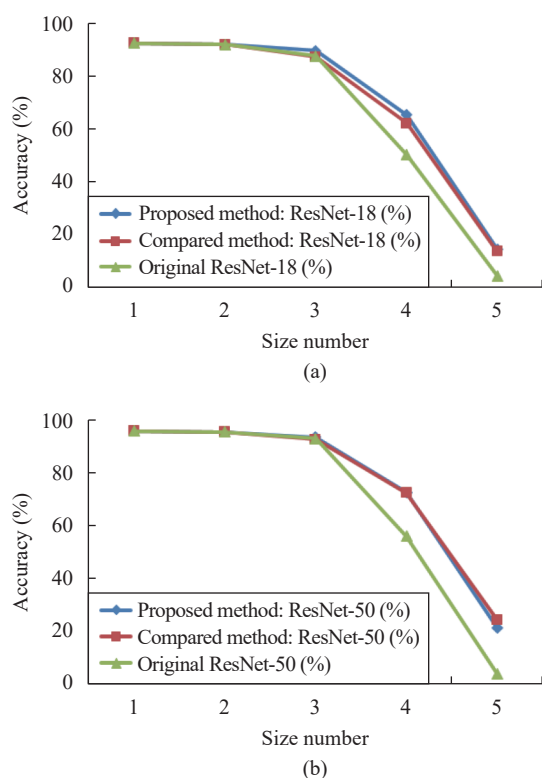 100
80
60
40
20
0
Accuracy (%)
Proposed method: ResNet-18 (%)
Compared method: ResNet-18 (%)
Original ResNet-18 (%)
1 2 3 4 5
Size number
(a)
100
80
60
40
20
0
Accuracy (%)
Proposed method: ResNet-50 (%)
Compared method: ResNet-50 (%)
Original ResNet-50 (%)
1 2 3 4 5
Size number
(b)